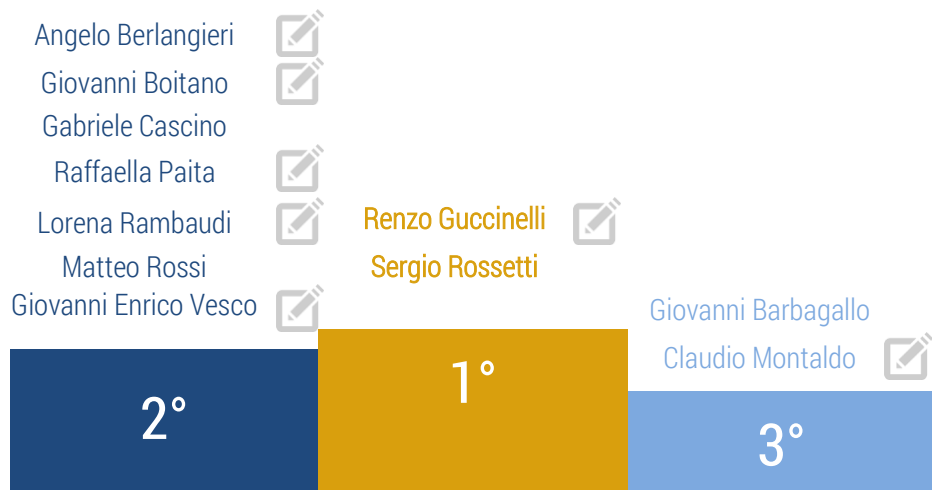 Angelo Berlangieri
Giovanni Boitano
Gabriele Cascino
Raffaella Paita
Lorena Rambaudi
Matteo Rossi
Giovanni Enrico Vesco
2°
Renzo Guccinelli
Sergio Rossetti
1°
Giovanni Barbagallo
Claudio Montaldo
3°